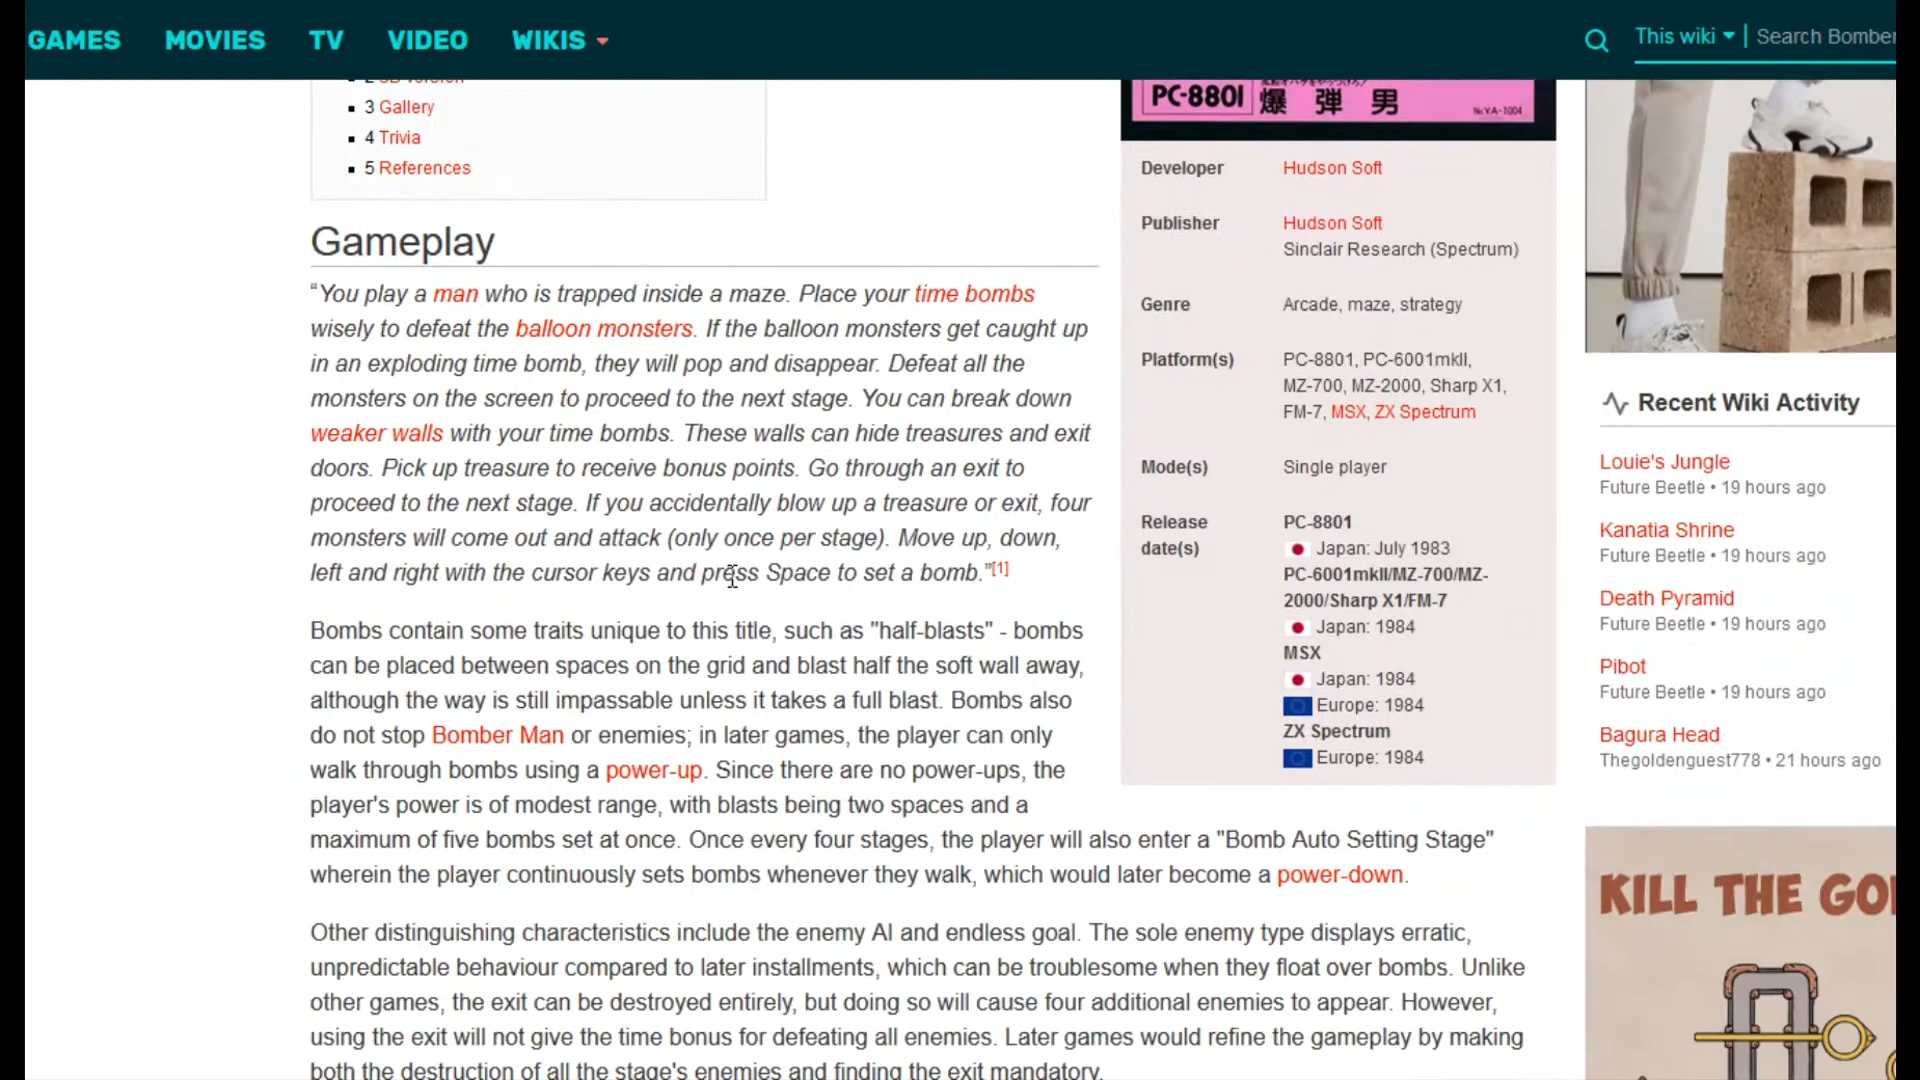 GAMES MOVIES TV VIDEO WIKIS
This wiki
Search Bomber
3 Gallery
4 Trivia
5 References
PC-8801 爆弾男
No.YA-1004
Developer Hudson Soft
Publisher Hudson Soft
Sinclair Research (Spectrum)
Genre Arcade, maze, strategy
Platform(s) PC-8801, PC-6001mkII,
MZ-700, MZ-2000, Sharp X1,
FM-7, MSX, ZX Spectrum
Mode(s) Single player
Release date(s) PC-8801
Japan: July 1983
PC-6001mkII/MZ-700/MZ-
2000/Sharp X1/FM-7
Japan: 1984
MSX
Japan: 1984
Europe: 1984
ZX Spectrum
Europe: 1984
Gameplay
“You play a man who is trapped inside a maze. Place your time bombs
wisely to defeat the balloon monsters. If the balloon monsters get caught up
in an exploding time bomb, they will pop and disappear. Defeat all the
monsters on the screen to proceed to the next stage. You can break down
weaker walls with your time bombs. These walls can hide treasures and exit
doors. Pick up treasure to receive bonus points. Go through an exit to
proceed to the next stage. If you accidentally blow up a treasure or exit, four
monsters will come out and attack (only once per stage). Move up, down,
left and right with the cursor keys and press Space to set a bomb.”[1]
Bombs contain some traits unique to this title, such as "half-blasts" - bombs
can be placed between spaces on the grid and blast half the soft wall away,
although the way is still impassable unless it takes a full blast. Bombs also
do not stop Bomber Man or enemies; in later games, the player can only
walk through bombs using a power-up. Since there are no power-ups, the
player's power is of modest range, with blasts being two spaces and a
maximum of five bombs set at once. Once every four stages, the player will also enter a "Bomb Auto Setting Stage"
wherein the player continuously sets bombs whenever they walk, which would later become a power-down.
Other distinguishing characteristics include the enemy AI and endless goal. The sole enemy type displays erratic,
unpredictable behaviour compared to later installments, which can be troublesome when they float over bombs. Unlike
other games, the exit can be destroyed entirely, but doing so will cause four additional enemies to appear. However,
using the exit will not give the time bonus for defeating all enemies. Later games would refine the gameplay by making
both the destruction of all the stage's enemies and finding the exit mandatory.
Recent Wiki Activity
Louie's Jungle
Future Beetle • 19 hours ago
Kanatia Shrine
Future Beetle • 19 hours ago
Death Pyramid
Future Beetle • 19 hours ago
Pibot
Future Beetle • 19 hours ago
Bagura Head
Thegoldenguest778 • 21 hours ago
KILL THE GO